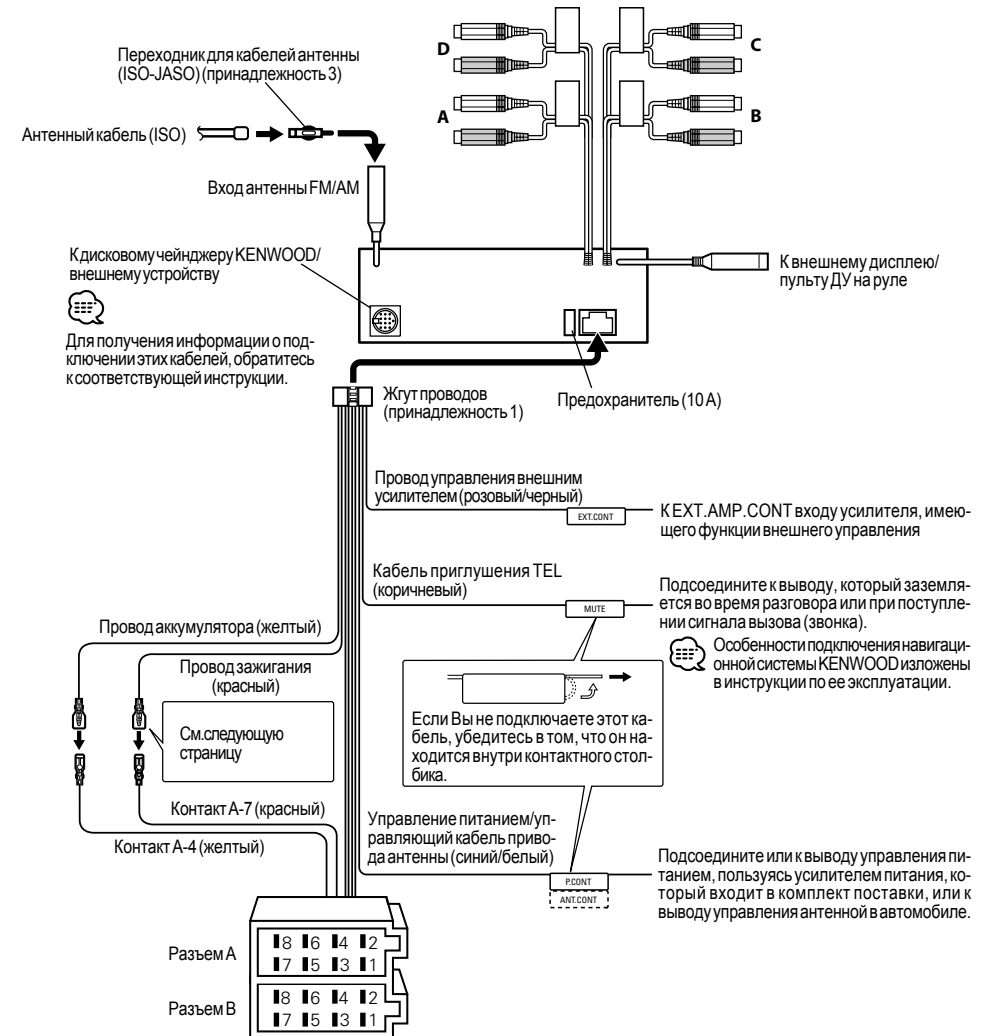 D
C
A
B
Переходник для кабелей антенны
(ISO-JASO) (принадлежность 3)
Антенный кабель (ISO)
Вход антенны FM/AM
К дисковому чейнджеру KENWOOD/
внешнему устройству
Для получения информации о под-
ключении этих кабелей, обратитесь
к соответствующей инструкции.
К внешнему дисплею/
пульту ДУ на руле
Жгут проводов
(принадлежность 1)
Предохранитель (10 A)
Провод управления внешним
усилителем (розовый/черный)
EXT.CONT
К EXT.AMP.CONT входу усилителя, имею-
щего функции внешнего управления
Кабель приглушения TEL
(коричневый)
MUTE
Подсоедините к выводу, который заземля-
ется во время разговора или при поступле-
нии сигнала вызова (звонка).
Особенности подключения навигаци-
онной системы KENWOOD изложены
в инструкции по ее эксплуатации.
Провод аккумулятора (желтый)
Провод зажигания
(красный)
См.следующую
страницу
Если Вы не подключаете этот ка-
бель, убедитесь в том, что он на-
ходится внутри контактного стол-
бика.
Контакт A-7 (красный)
Контакт A-4 (желтый)
Управление питанием/уп-
равляющий кабель приво-
да антенны (синий/белый)
P.CONT
ANT.CONT
Подсоедините или к выводу управления пи-
танием, пользуясь усилителем питания, ко-
торый входит в комплект поставки, или к
выводу управления антенной в автомобиле.
Разъем A
8 6 4 2
7 5 3 1
Разъем B
8 6 4 2
7 5 3 1